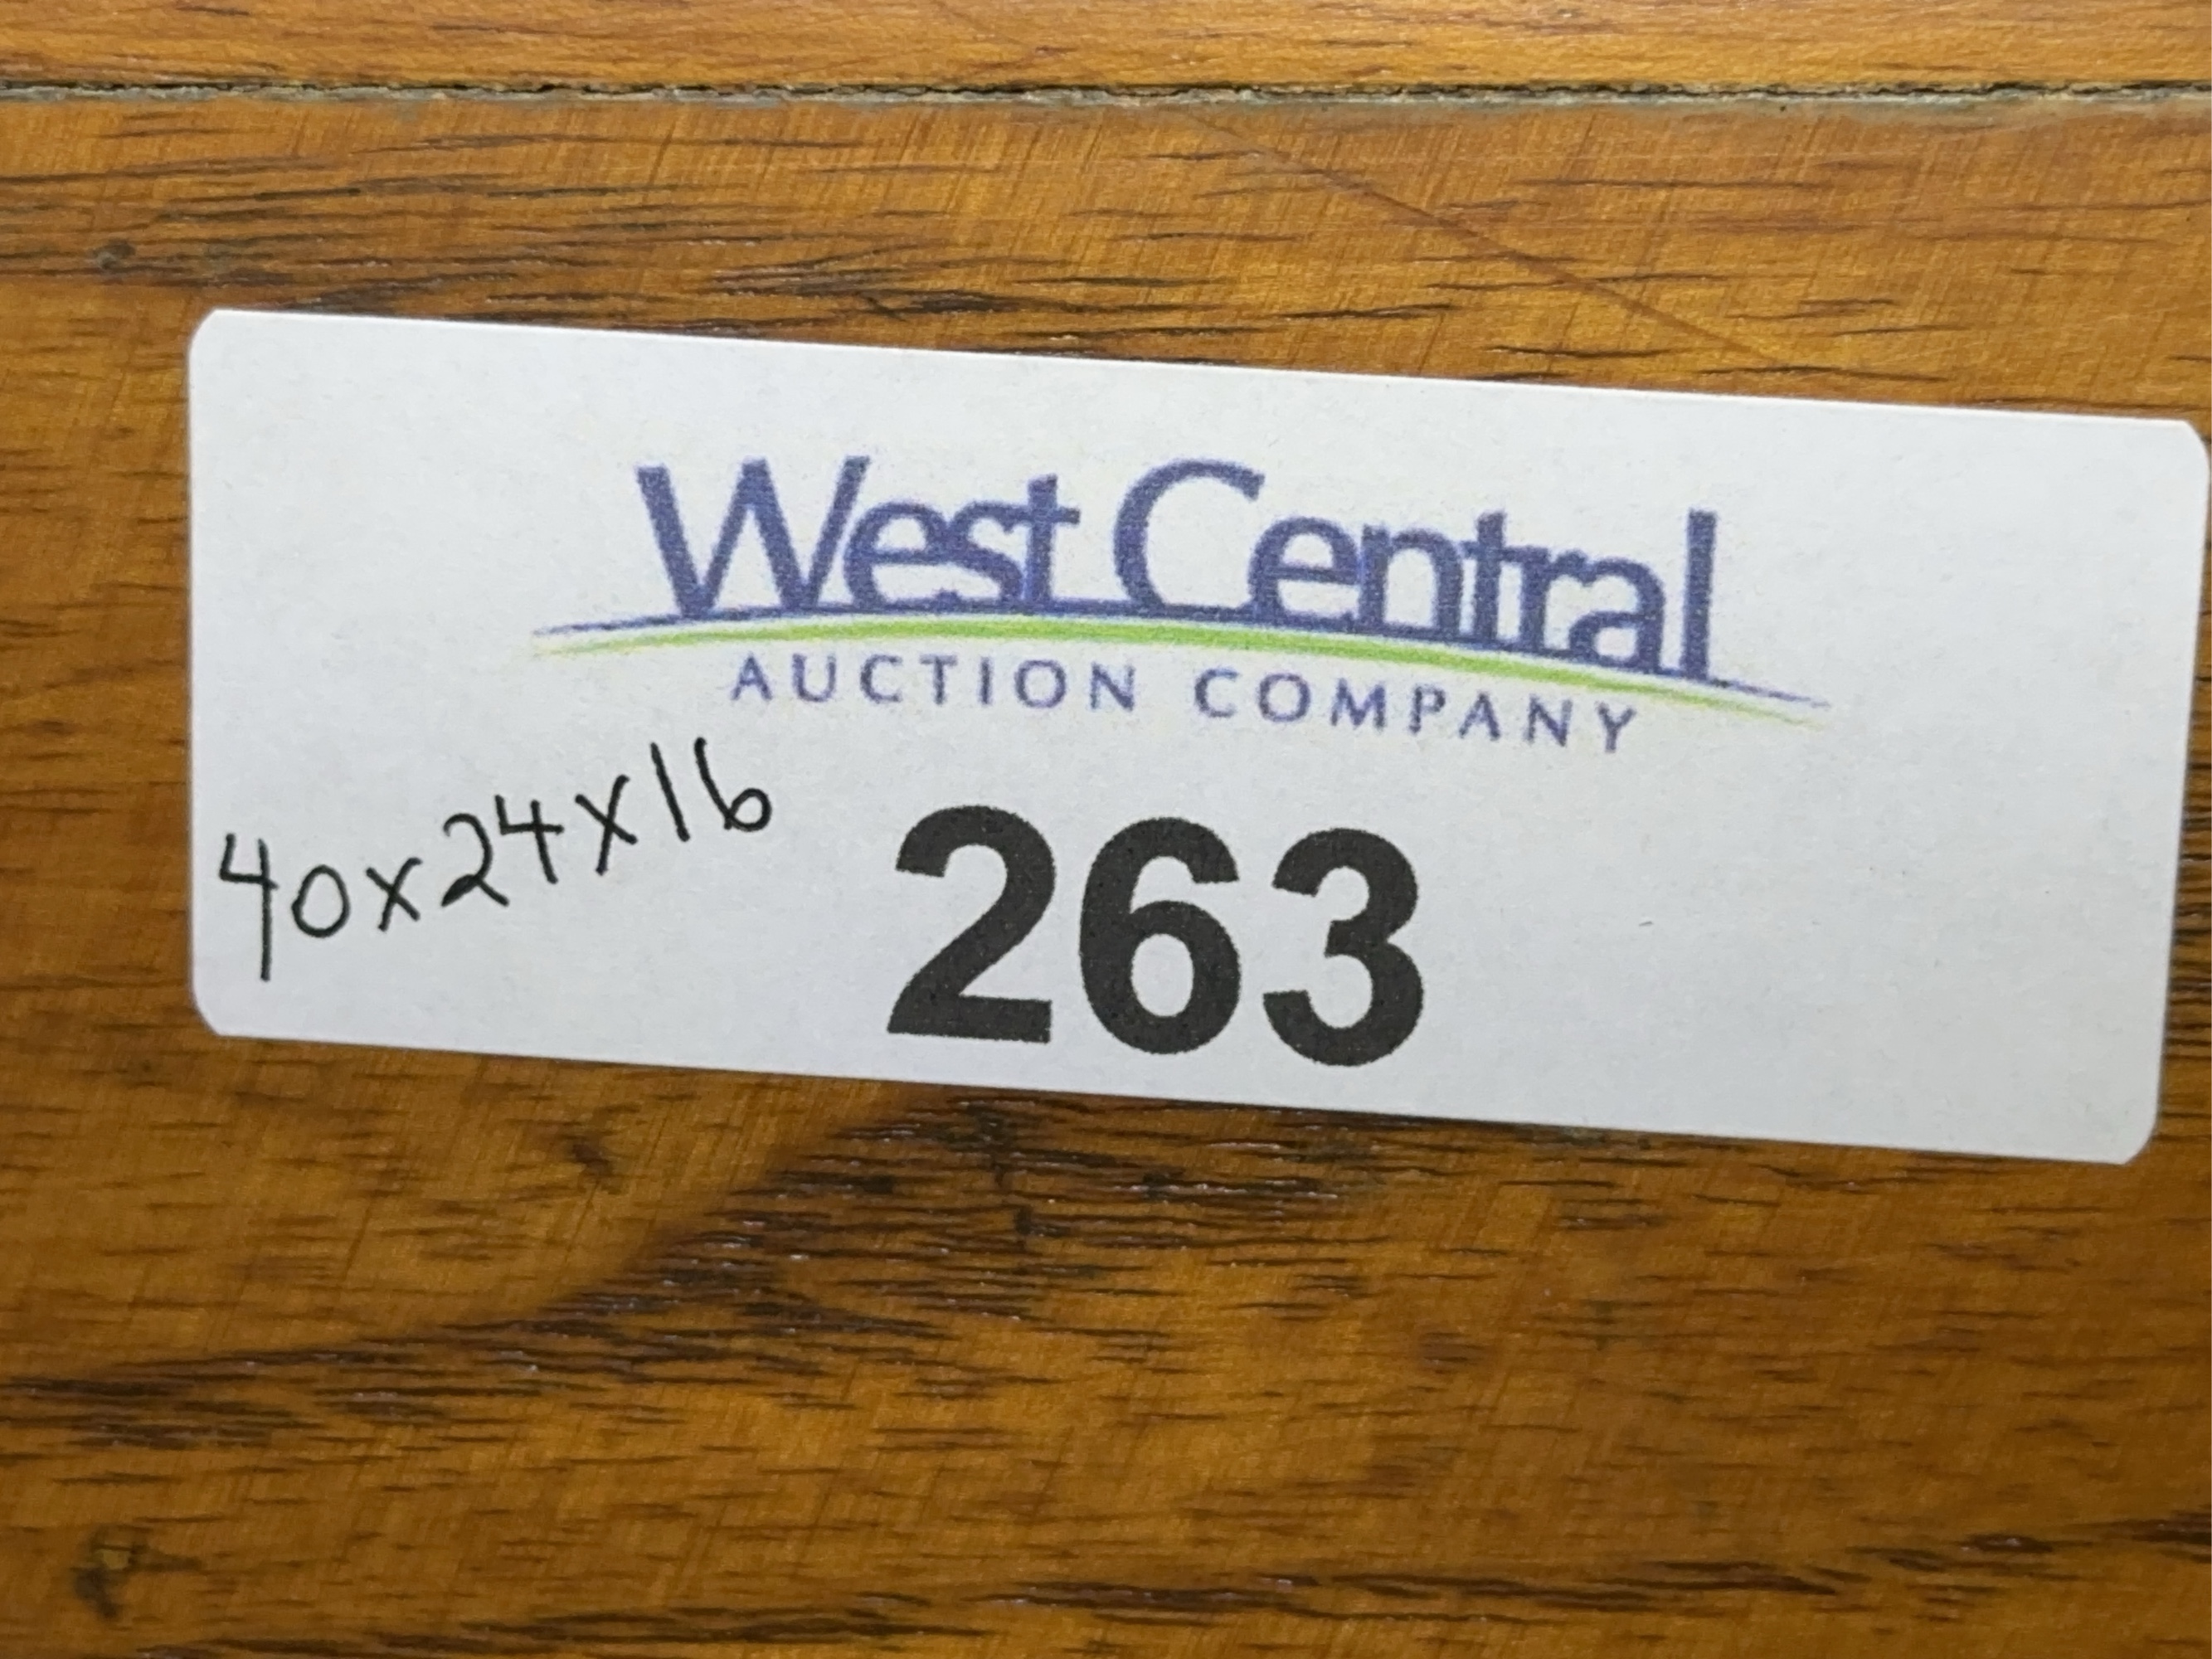 West Central
AUCTION COMPANY
40x24x16
263